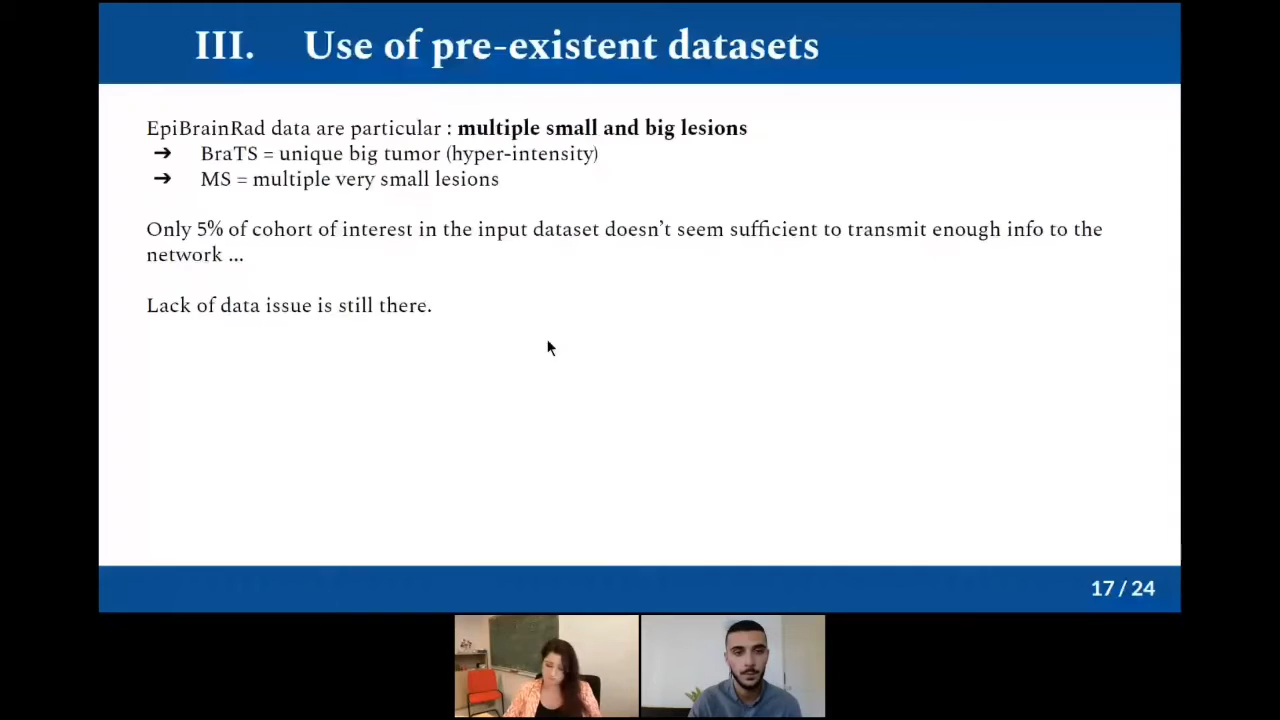 III. Use of pre-existent datasets
EpiBrainRad data are particular : multiple small and big lesions
➔ BraTS = unique big tumor (hyper-intensity)
➔ MS = multiple very small lesions
Only 5% of cohort of interest in the input dataset doesn’t seem sufficient to transmit enough info to the
network ...
Lack of data issue is still there.
17 / 24